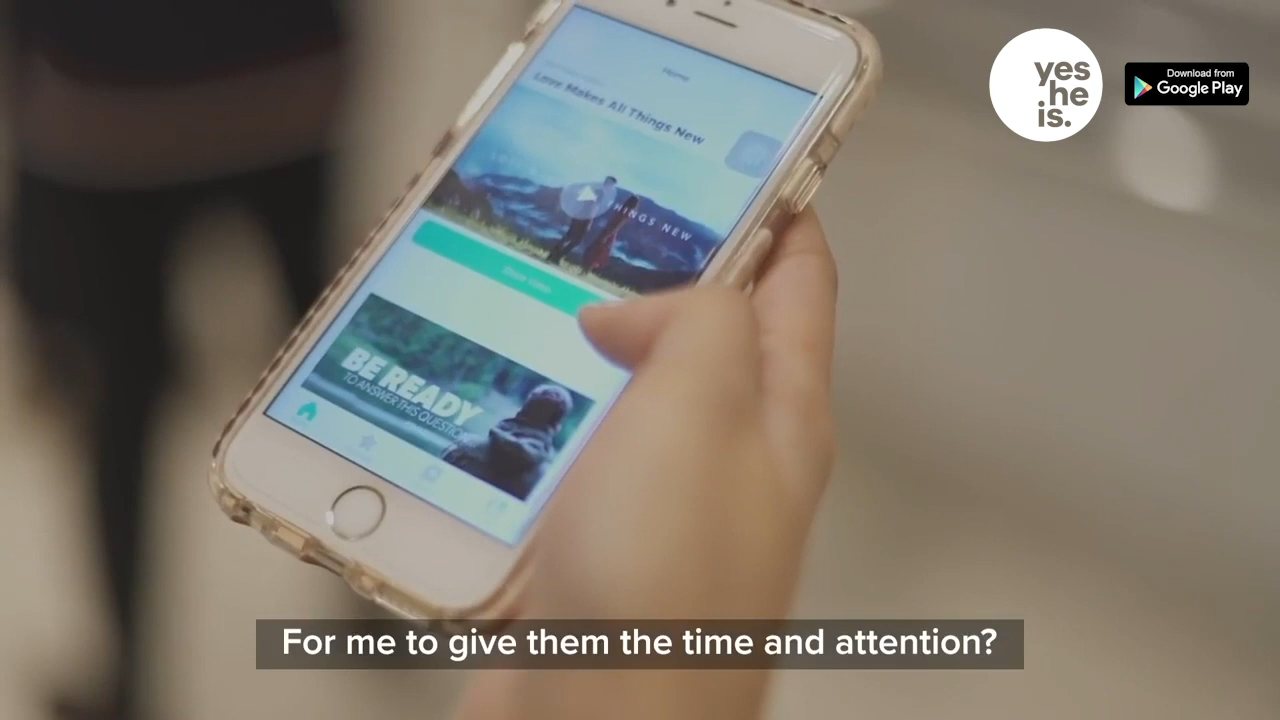 yes
he
is.
Download from
Google Play
Home
Love Makes All Things New
THINGS NEW
BE READY
TO ANSWER THIS QUESTION
For me to give them the time and attention?